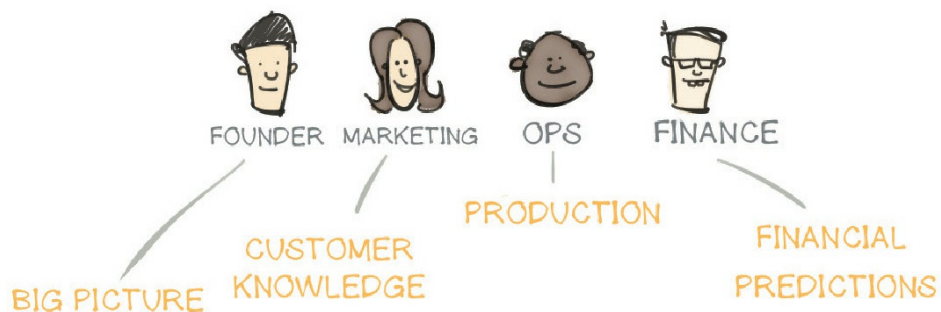 FOUNDER MARKETING OPS FINANCE
PRODUCTION
CUSTOMER
KNOWLEDGE
FINANCIAL
PREDICTIONS
BIG PICTURE